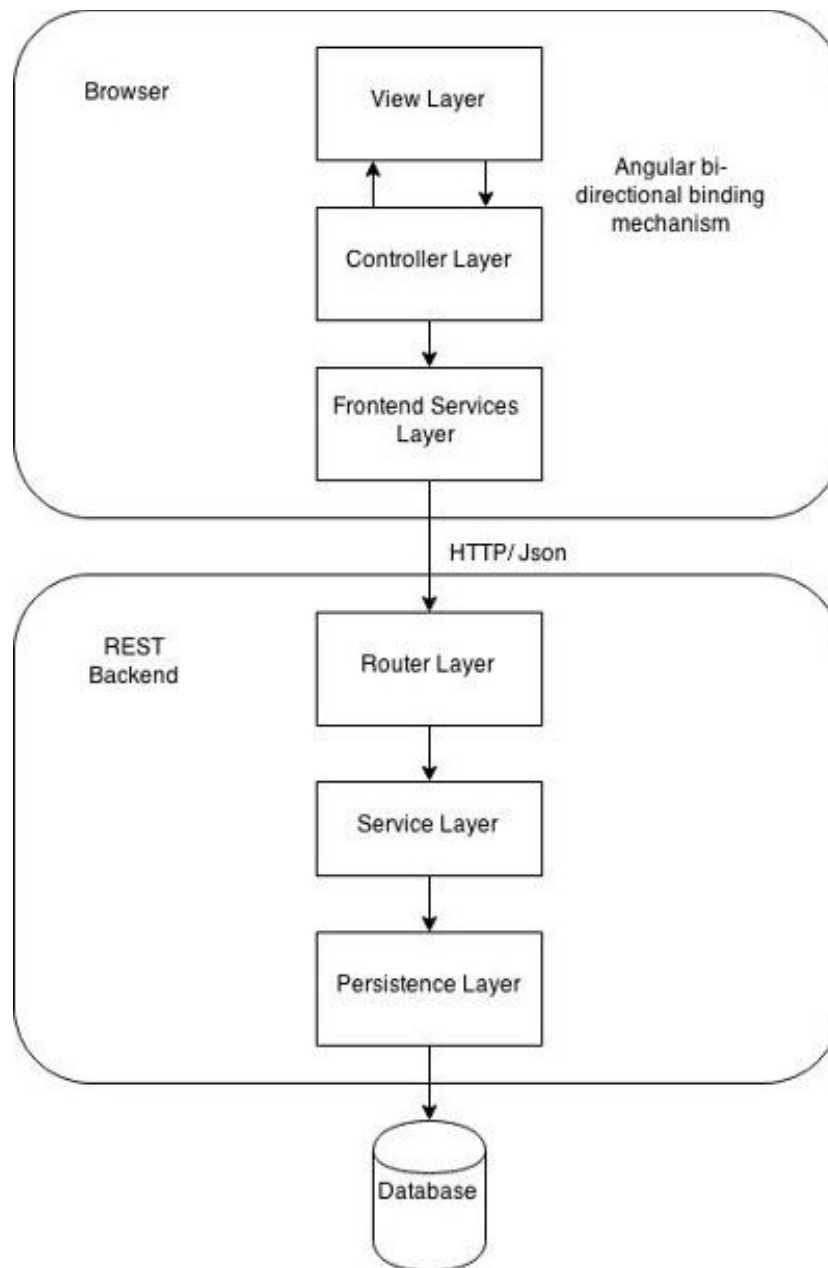 Browser
View Layer
Angular bi-
directional binding
mechanism
Controller Layer
Frontend Services
Layer
HTTP/ Json
REST
Backend
Router Layer
Service Layer
Persistence Layer
Database